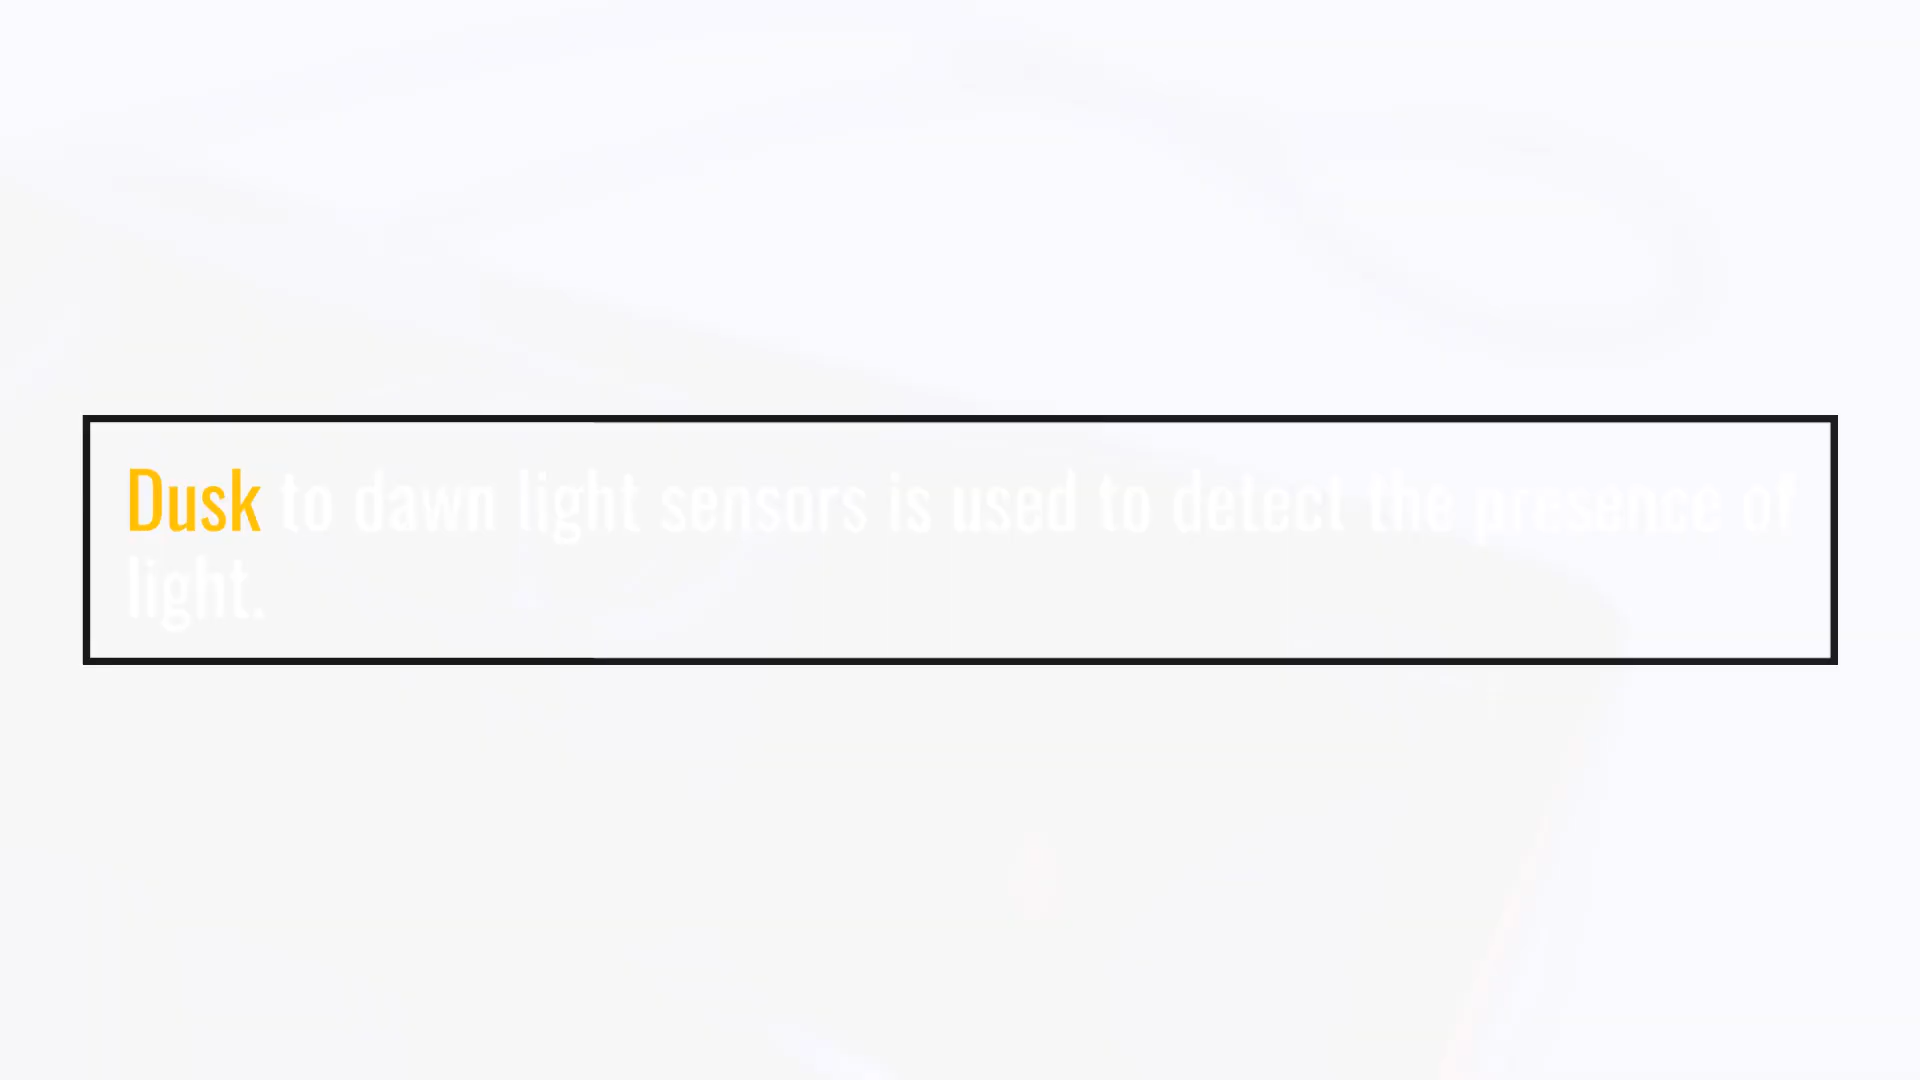 Dusk to dawn light sensors is used to detect the presence of
light.